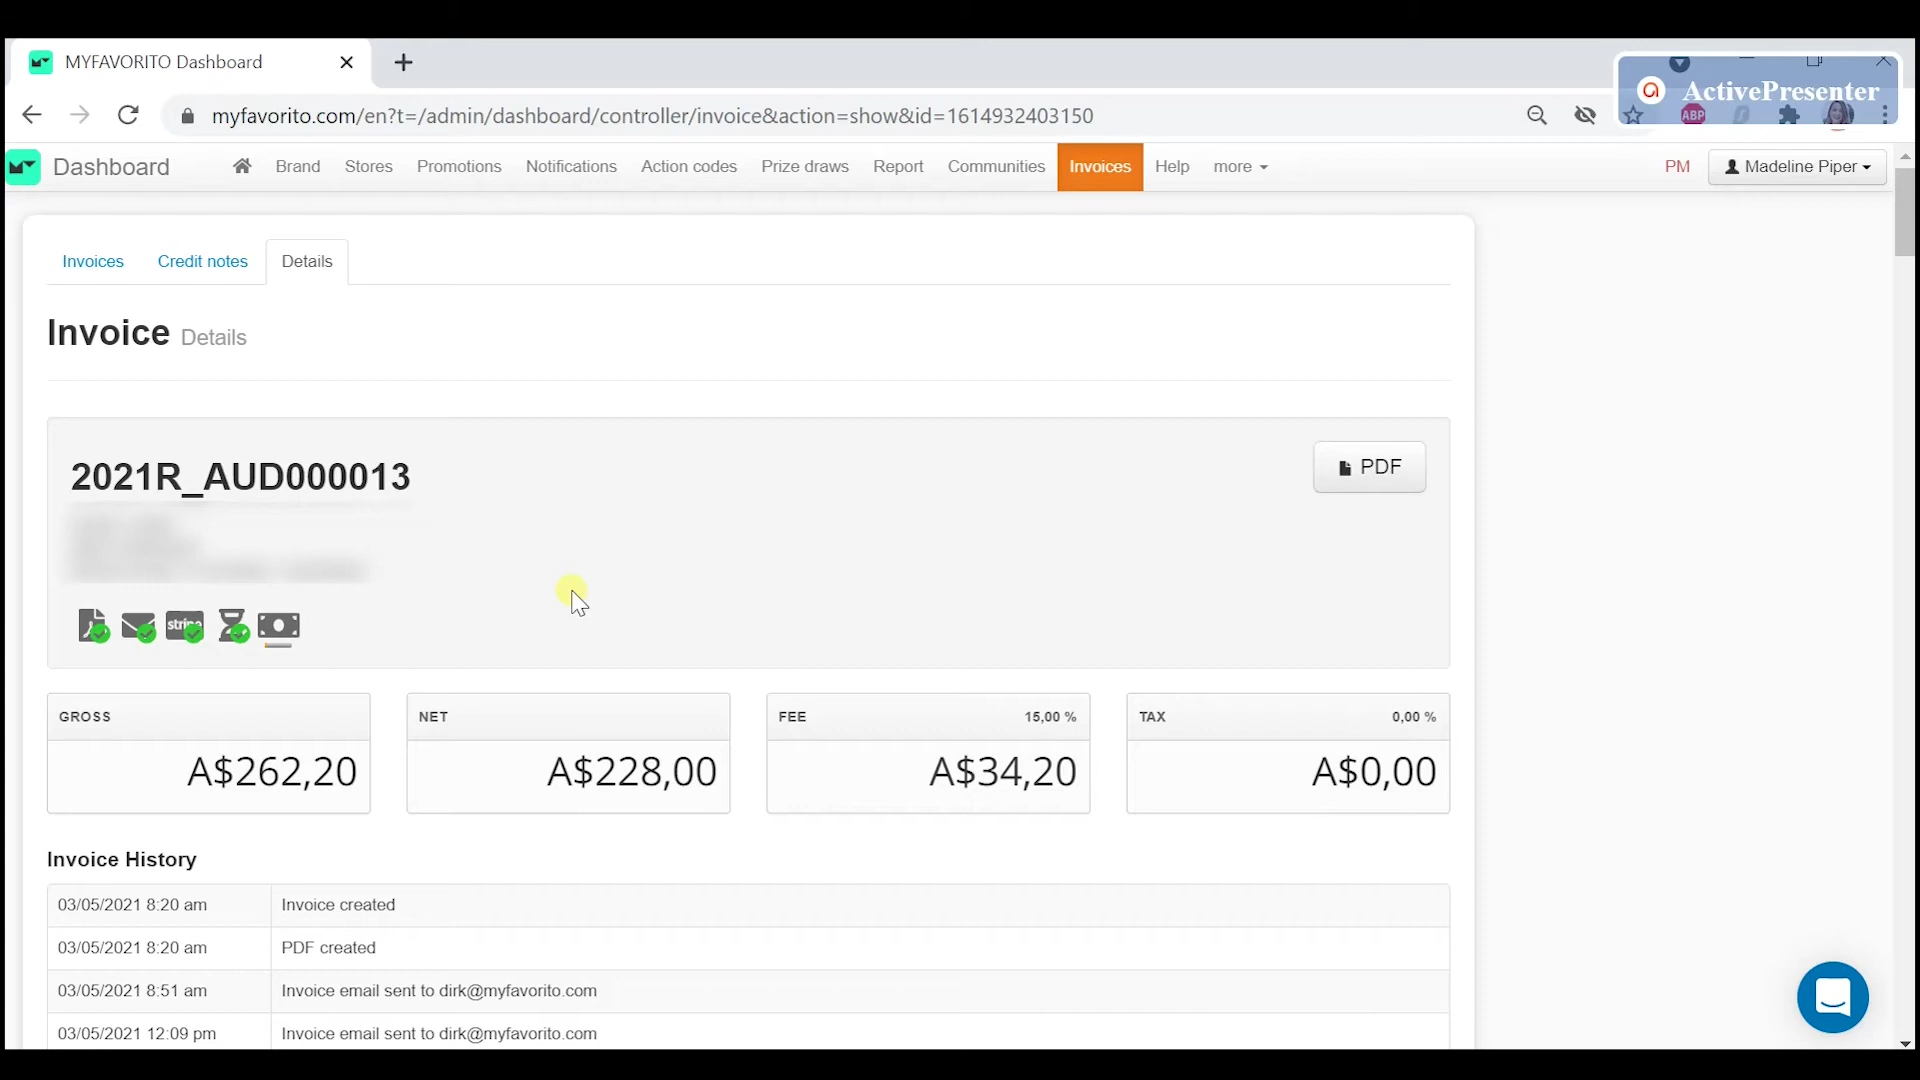 MYFAVORITO Dashboard
ActivePresenter
myfavorito.com/en?t=/admin/dashboard/controller/invoice&action=show&id=1614932403150
ABP
Dashboard Brand Stores Promotions Notifications Action codes Prize draws Report Communities Invoices Help more PM Madeline Piper
Invoices Credit notes Details
Invoice Details
2021R_AUD000013
PDF
stripe
GROSS NET FEE 15,00 % TAX 0,00 %
A$262,20 A$228,00 A$34,20 A$0,00
Invoice History
03/05/2021 8:20 am Invoice created
03/05/2021 8:20 am PDF created
03/05/2021 8:51 am Invoice email sent to dirk@myfavorito.com
03/05/2021 12:09 pm Invoice email sent to dirk@myfavorito.com